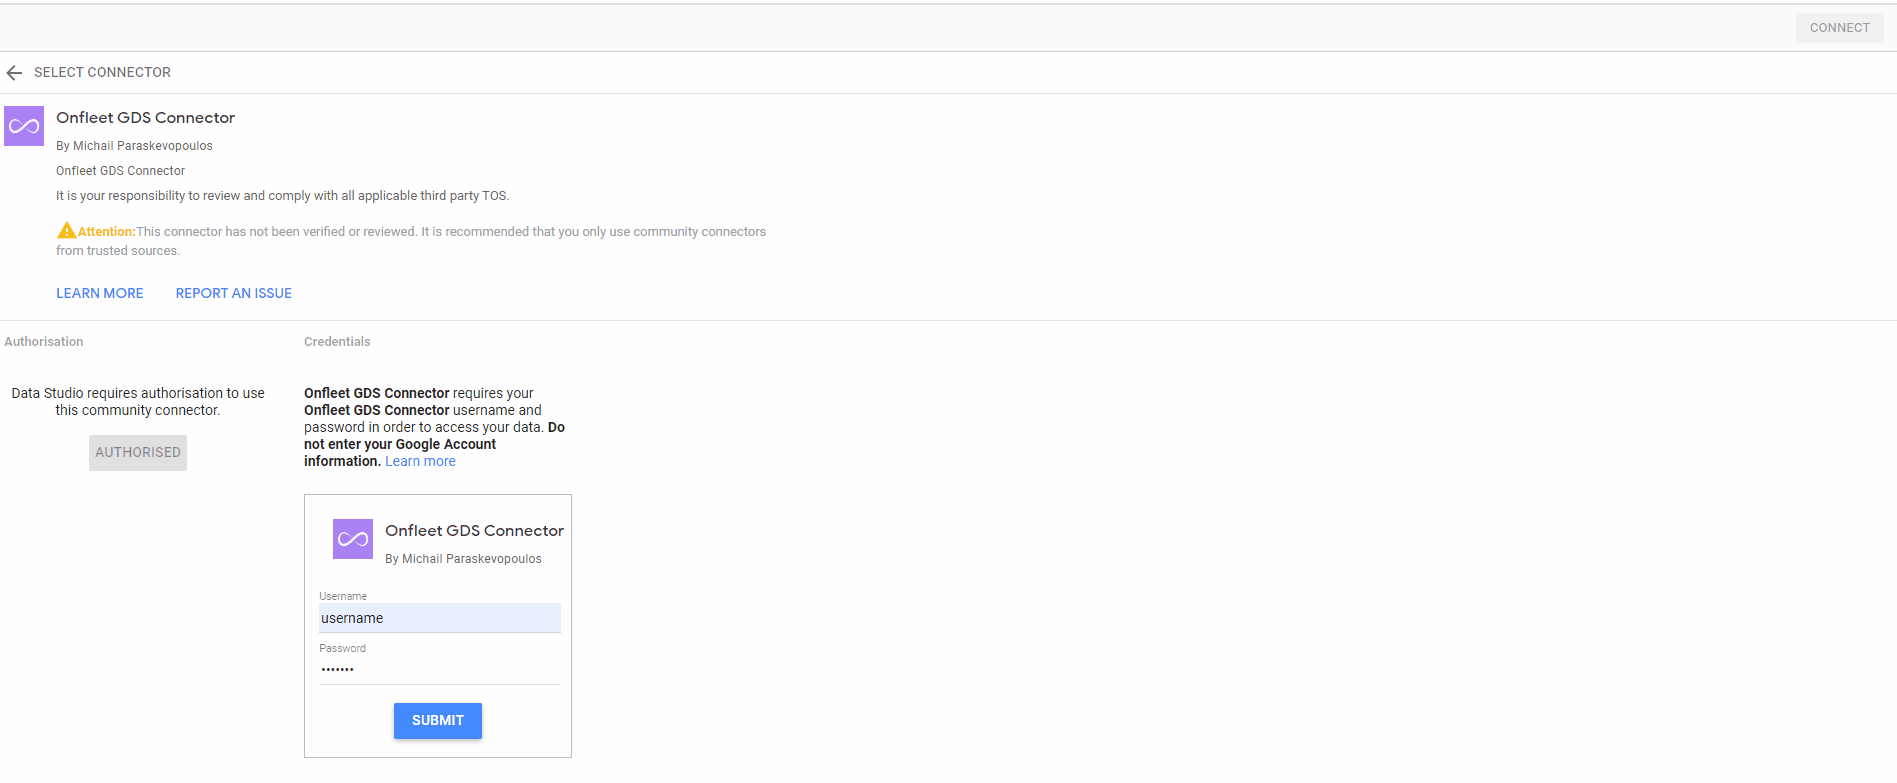 CONNECT
SELECT CONNECTOR
Onfleet GDS Connector
By Michail Paraskevopoulos
Onfleet GDS Connector
It is your responsibility to review and comply with all applicable third party TOS.
Attention:This connector has not been verified or reviewed. It is recommended that you only use community connectors
from trusted sources.
LEARN MORE REPORT AN ISSUE
Authorisation
Data Studio requires authorisation to use
this community connector.
AUTHORISED
Credentials
Onfleet GDS Connector requires your
Onfleet GDS Connector username and
password in order to access your data. Do
not enter your Google Account
information. Learn more
Onfleet GDS Connector
By Michail Paraskevopoulos
Username
username
Password
•••••••
SUBMIT